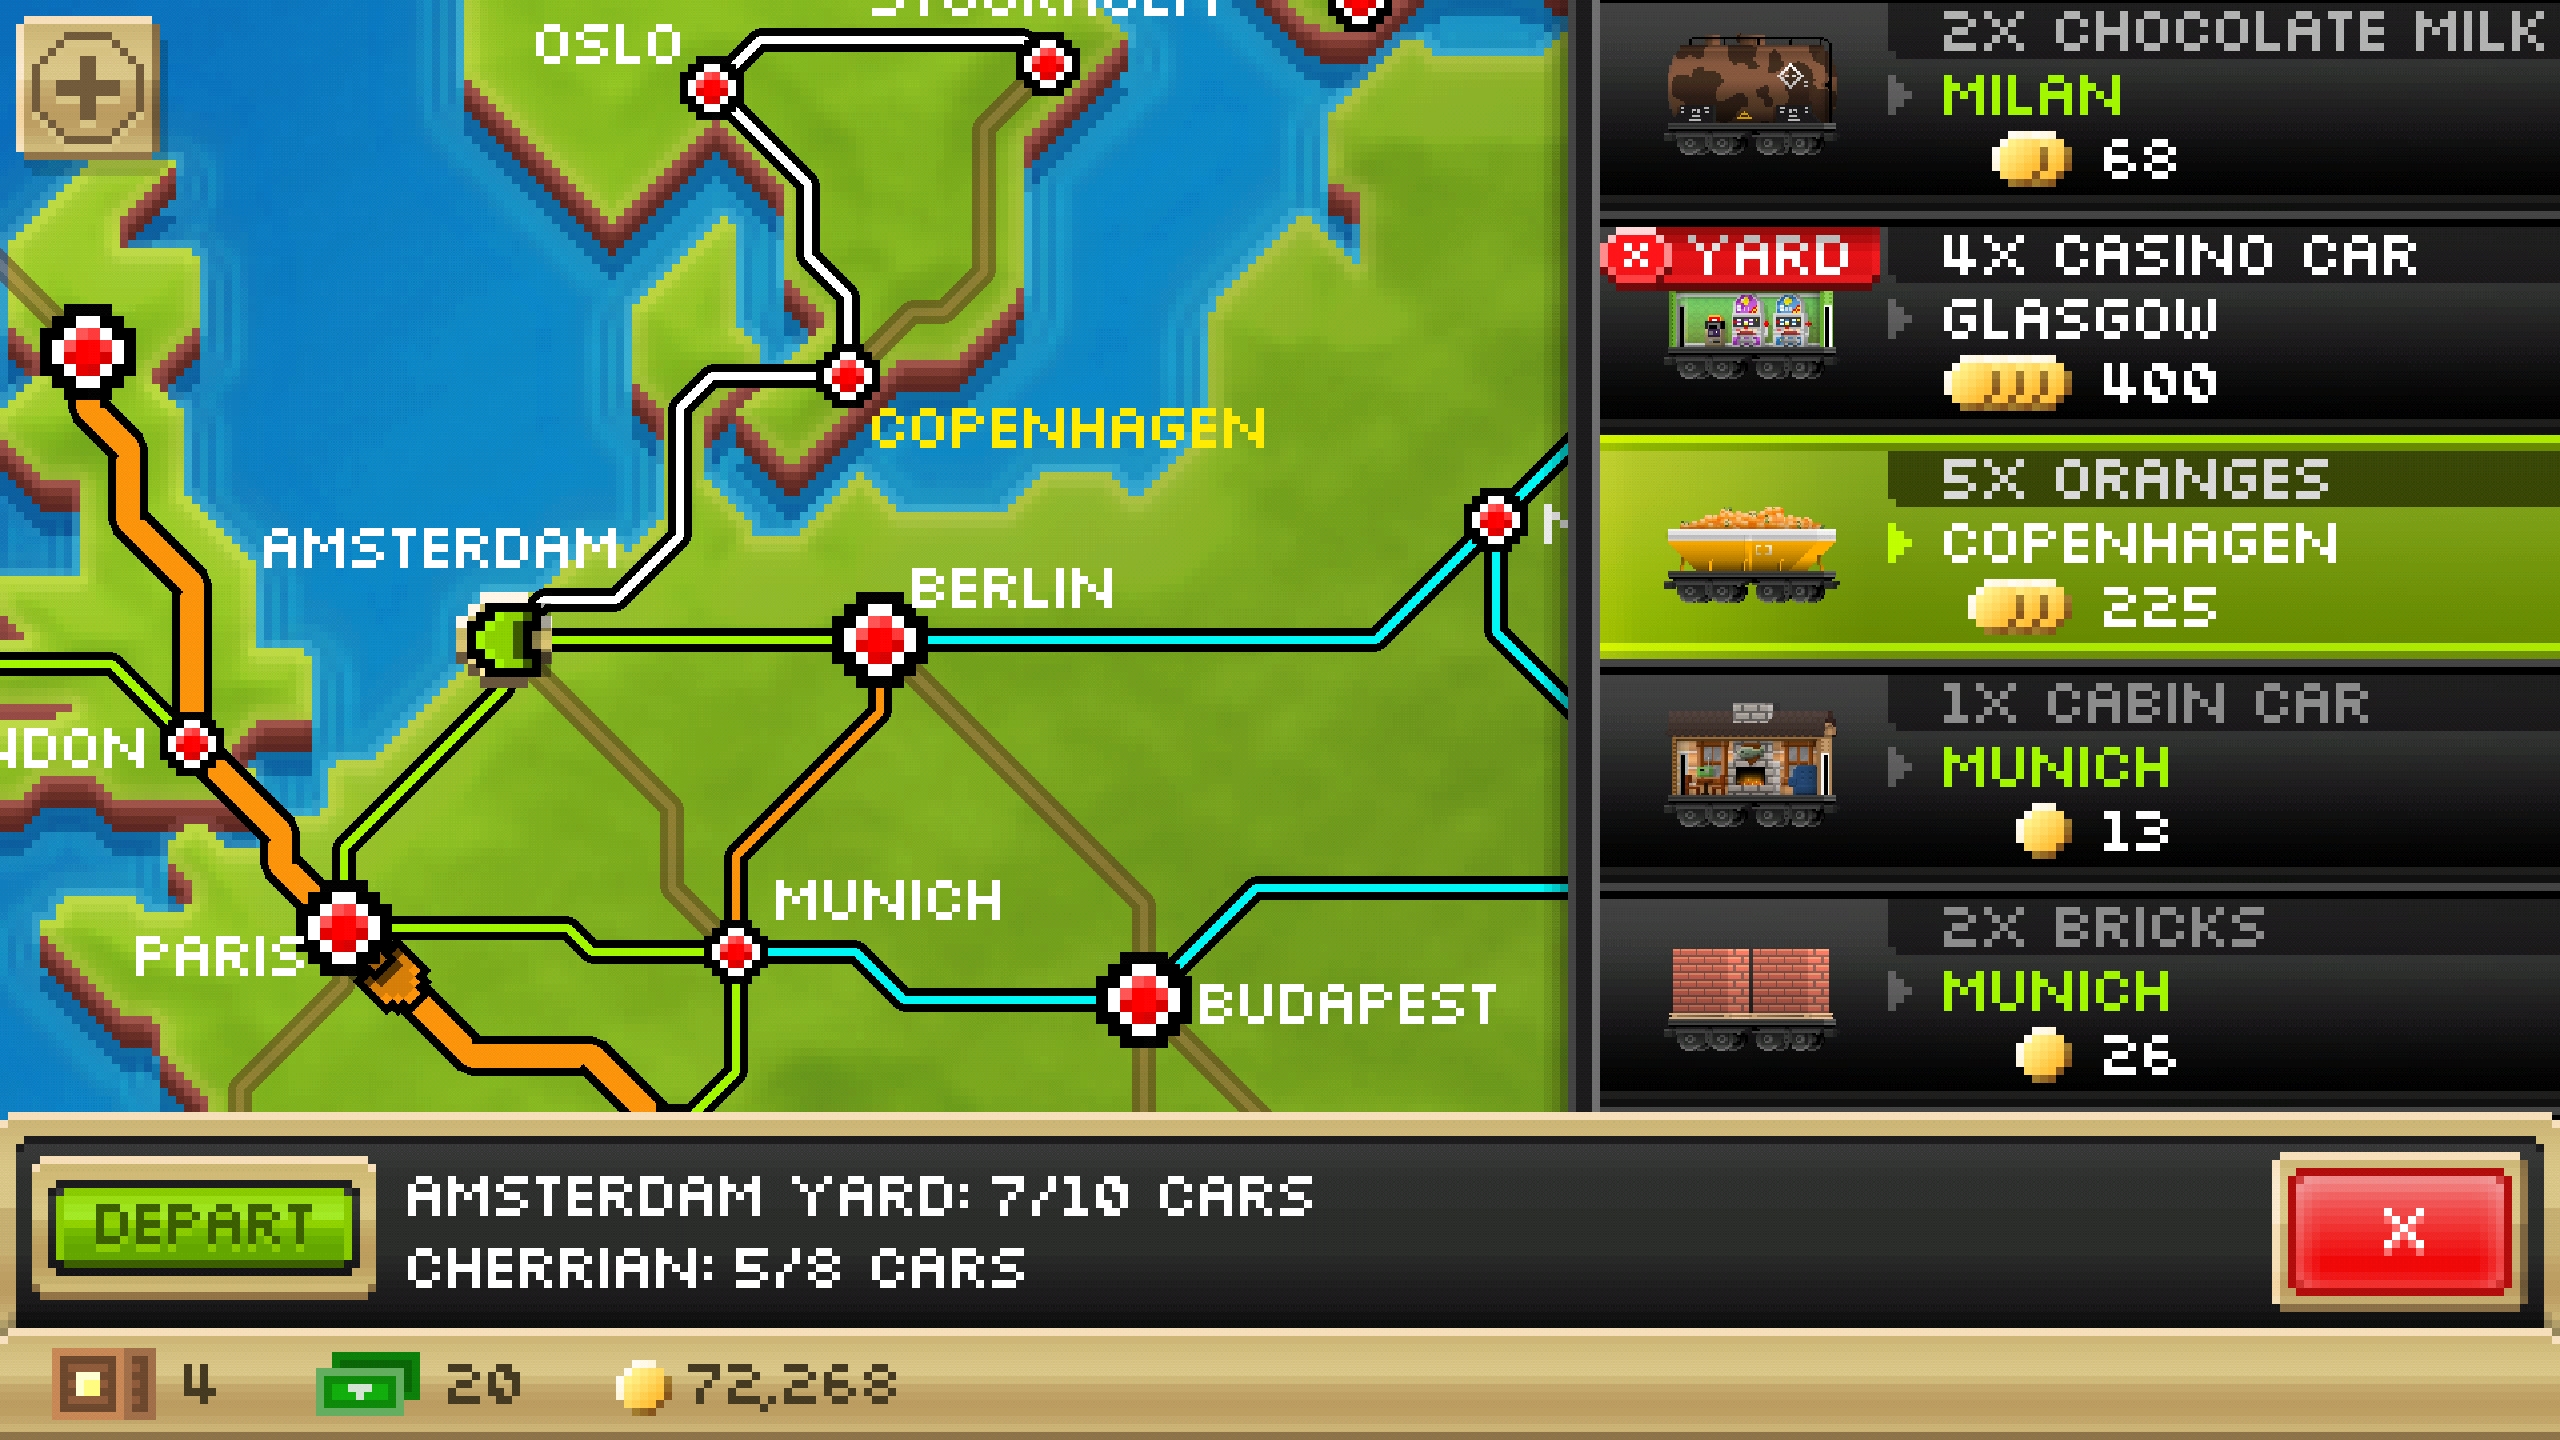 STOCKHOLM
OSLO
COPENHAGEN
AMSTERDAM
BERLIN
NDON
MUNICH
PARIS
BUDAPEST
2X CHOCOLATE MILK
MILAN
68
YARD
4X CASINO CAR
GLASGOW
400
5X ORANGES
COPENHAGEN
225
1X CABIN CAR
MUNICH
13
2X BRICKS
MUNICH
26
DEPART
AMSTERDAM YARD: 7/10 CARS
CHERRIAN: 5/8 CARS
X
4
20
72,268